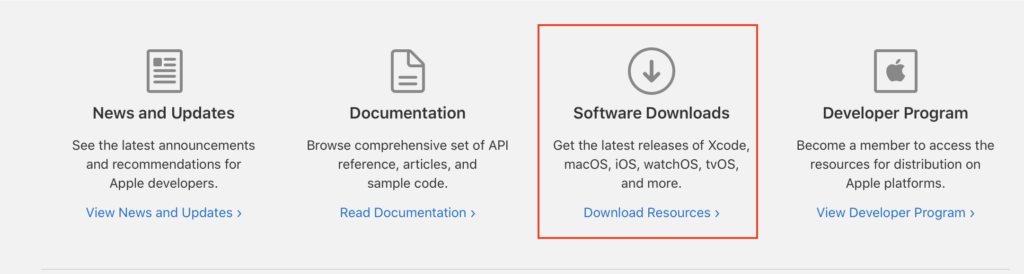 News and Updates
See the latest announcements
and recommendations for
Apple developers.
View News and Updates ›
Documentation
Browse comprehensive set of API
reference, articles, and
sample code.
Read Documentation ›
Software Downloads
Get the latest releases of Xcode,
macOS, iOS, watchOS, tvOS,
and more.
Download Resources ›
Developer Program
Become a member to access the
resources for distribution on
Apple platforms.
View Developer Program ›